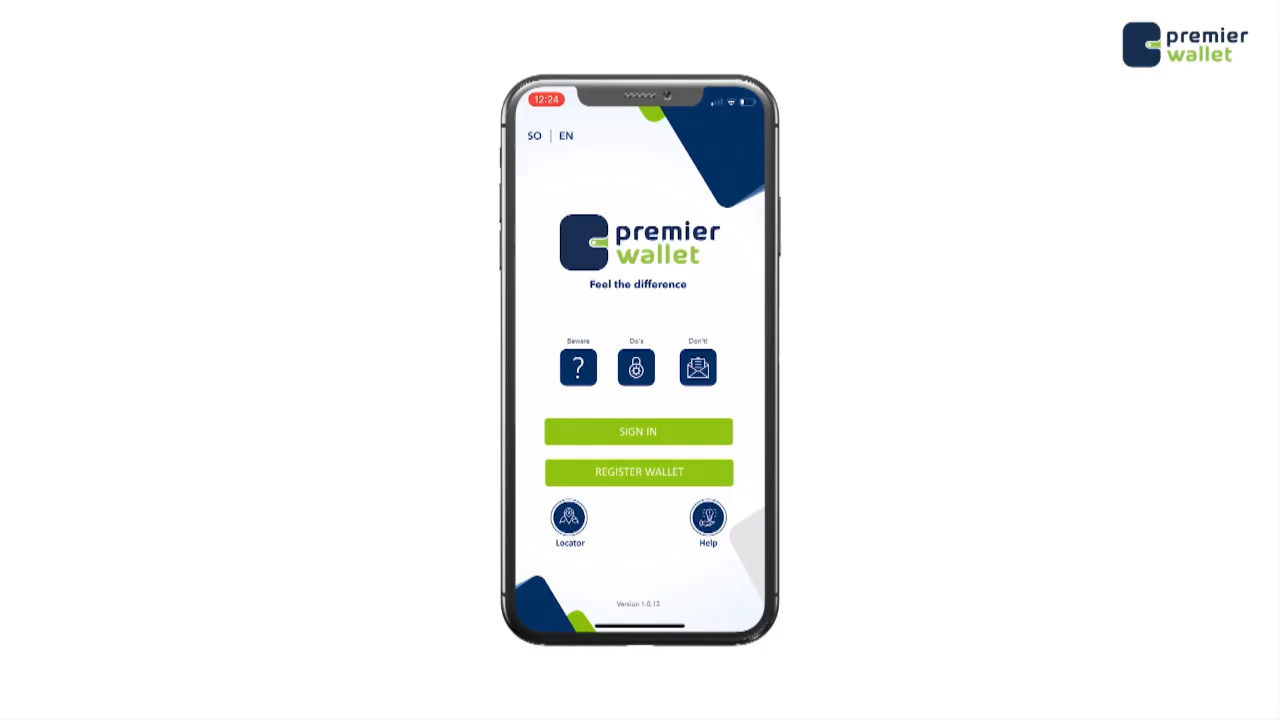 premier
wallet
12:24
SO | EN
premier
wallet
Feel the difference
Beware
Do's
Don't!
SIGN IN
REGISTER WALLET
Locator
Help
Version 1.0.13